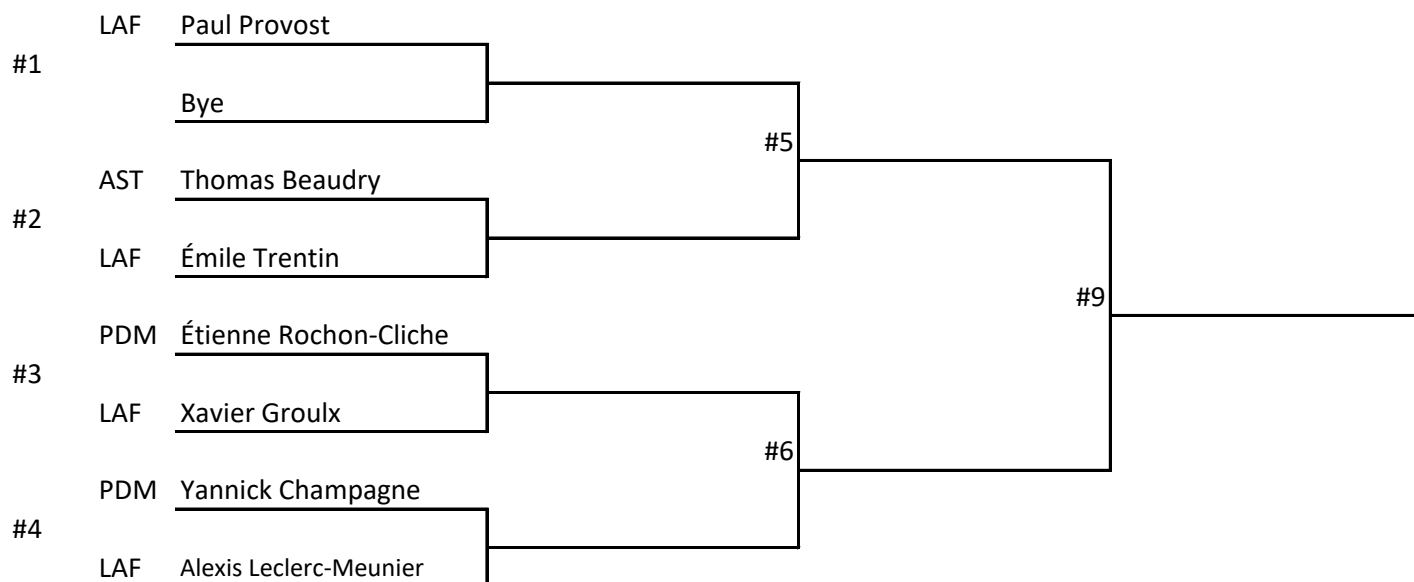 LAF Paul Provost
#1
Bye
#5
AST Thomas Beaudry
#2
LAF Émile Trentin
#9
PDM Étienne Rochon-Cliche
#3
LAF Xavier Groulx
#6
PDM Yannick Champagne
#4
LAF Alexis Leclerc-Meunier